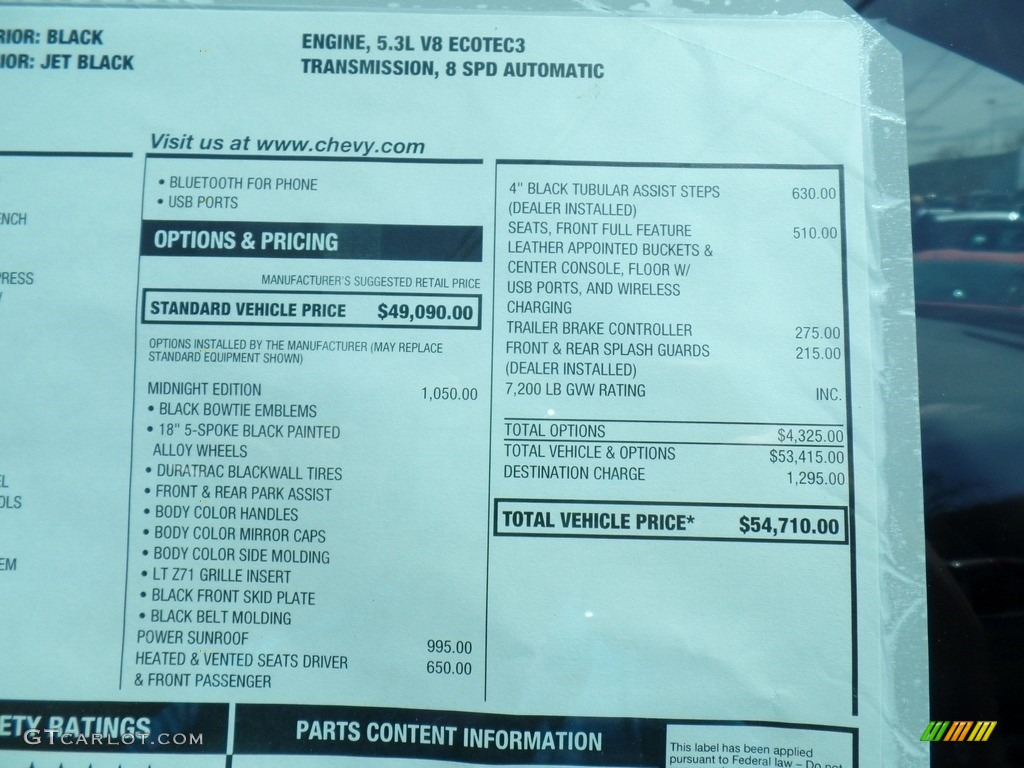 RIOR: BLACK
IOR: JET BLACK
ENGINE, 5.3L V8 ECOTEC3
TRANSMISSION, 8 SPD AUTOMATIC
Visit us at www.chevy.com
ENCH
PRESS
OLS
EM
• BLUETOOTH FOR PHONE
• USB PORTS
OPTIONS & PRICING
MANUFACTURER'S SUGGESTED RETAIL PRICE
STANDARD VEHICLE PRICE $49,090.00
OPTIONS INSTALLED BY THE MANUFACTURER (MAY REPLACE
STANDARD EQUIPMENT SHOWN)
MIDNIGHT EDITION 1,050.00
• BLACK BOWTIE EMBLEMS
• 18" 5-SPOKE BLACK PAINTED
ALLOY WHEELS
• DURATRAC BLACKWALL TIRES
• FRONT & REAR PARK ASSIST
• BODY COLOR HANDLES
• BODY COLOR MIRROR CAPS
• BODY COLOR SIDE MOLDING
• LT Z71 GRILLE INSERT
• BLACK FRONT SKID PLATE
• BLACK BELT MOLDING
POWER SUNROOF 995.00
HEATED & VENTED SEATS DRIVER 650.00
& FRONT PASSENGER
4" BLACK TUBULAR ASSIST STEPS 630.00
(DEALER INSTALLED)
SEATS, FRONT FULL FEATURE 510.00
LEATHER APPOINTED BUCKETS &
CENTER CONSOLE, FLOOR W/
USB PORTS, AND WIRELESS
CHARGING
TRAILER BRAKE CONTROLLER 275.00
FRONT & REAR SPLASH GUARDS 215.00
(DEALER INSTALLED)
7,200 LB GVW RATING INC.
TOTAL OPTIONS $4,325.00
TOTAL VEHICLE & OPTIONS $53,415.00
DESTINATION CHARGE 1,295.00
TOTAL VEHICLE PRICE* $54,710.00
ETY RATINGS
GTCARLOT.COM
PARTS CONTENT INFORMATION
This label has been applied
pursuant to Federal law – Do not